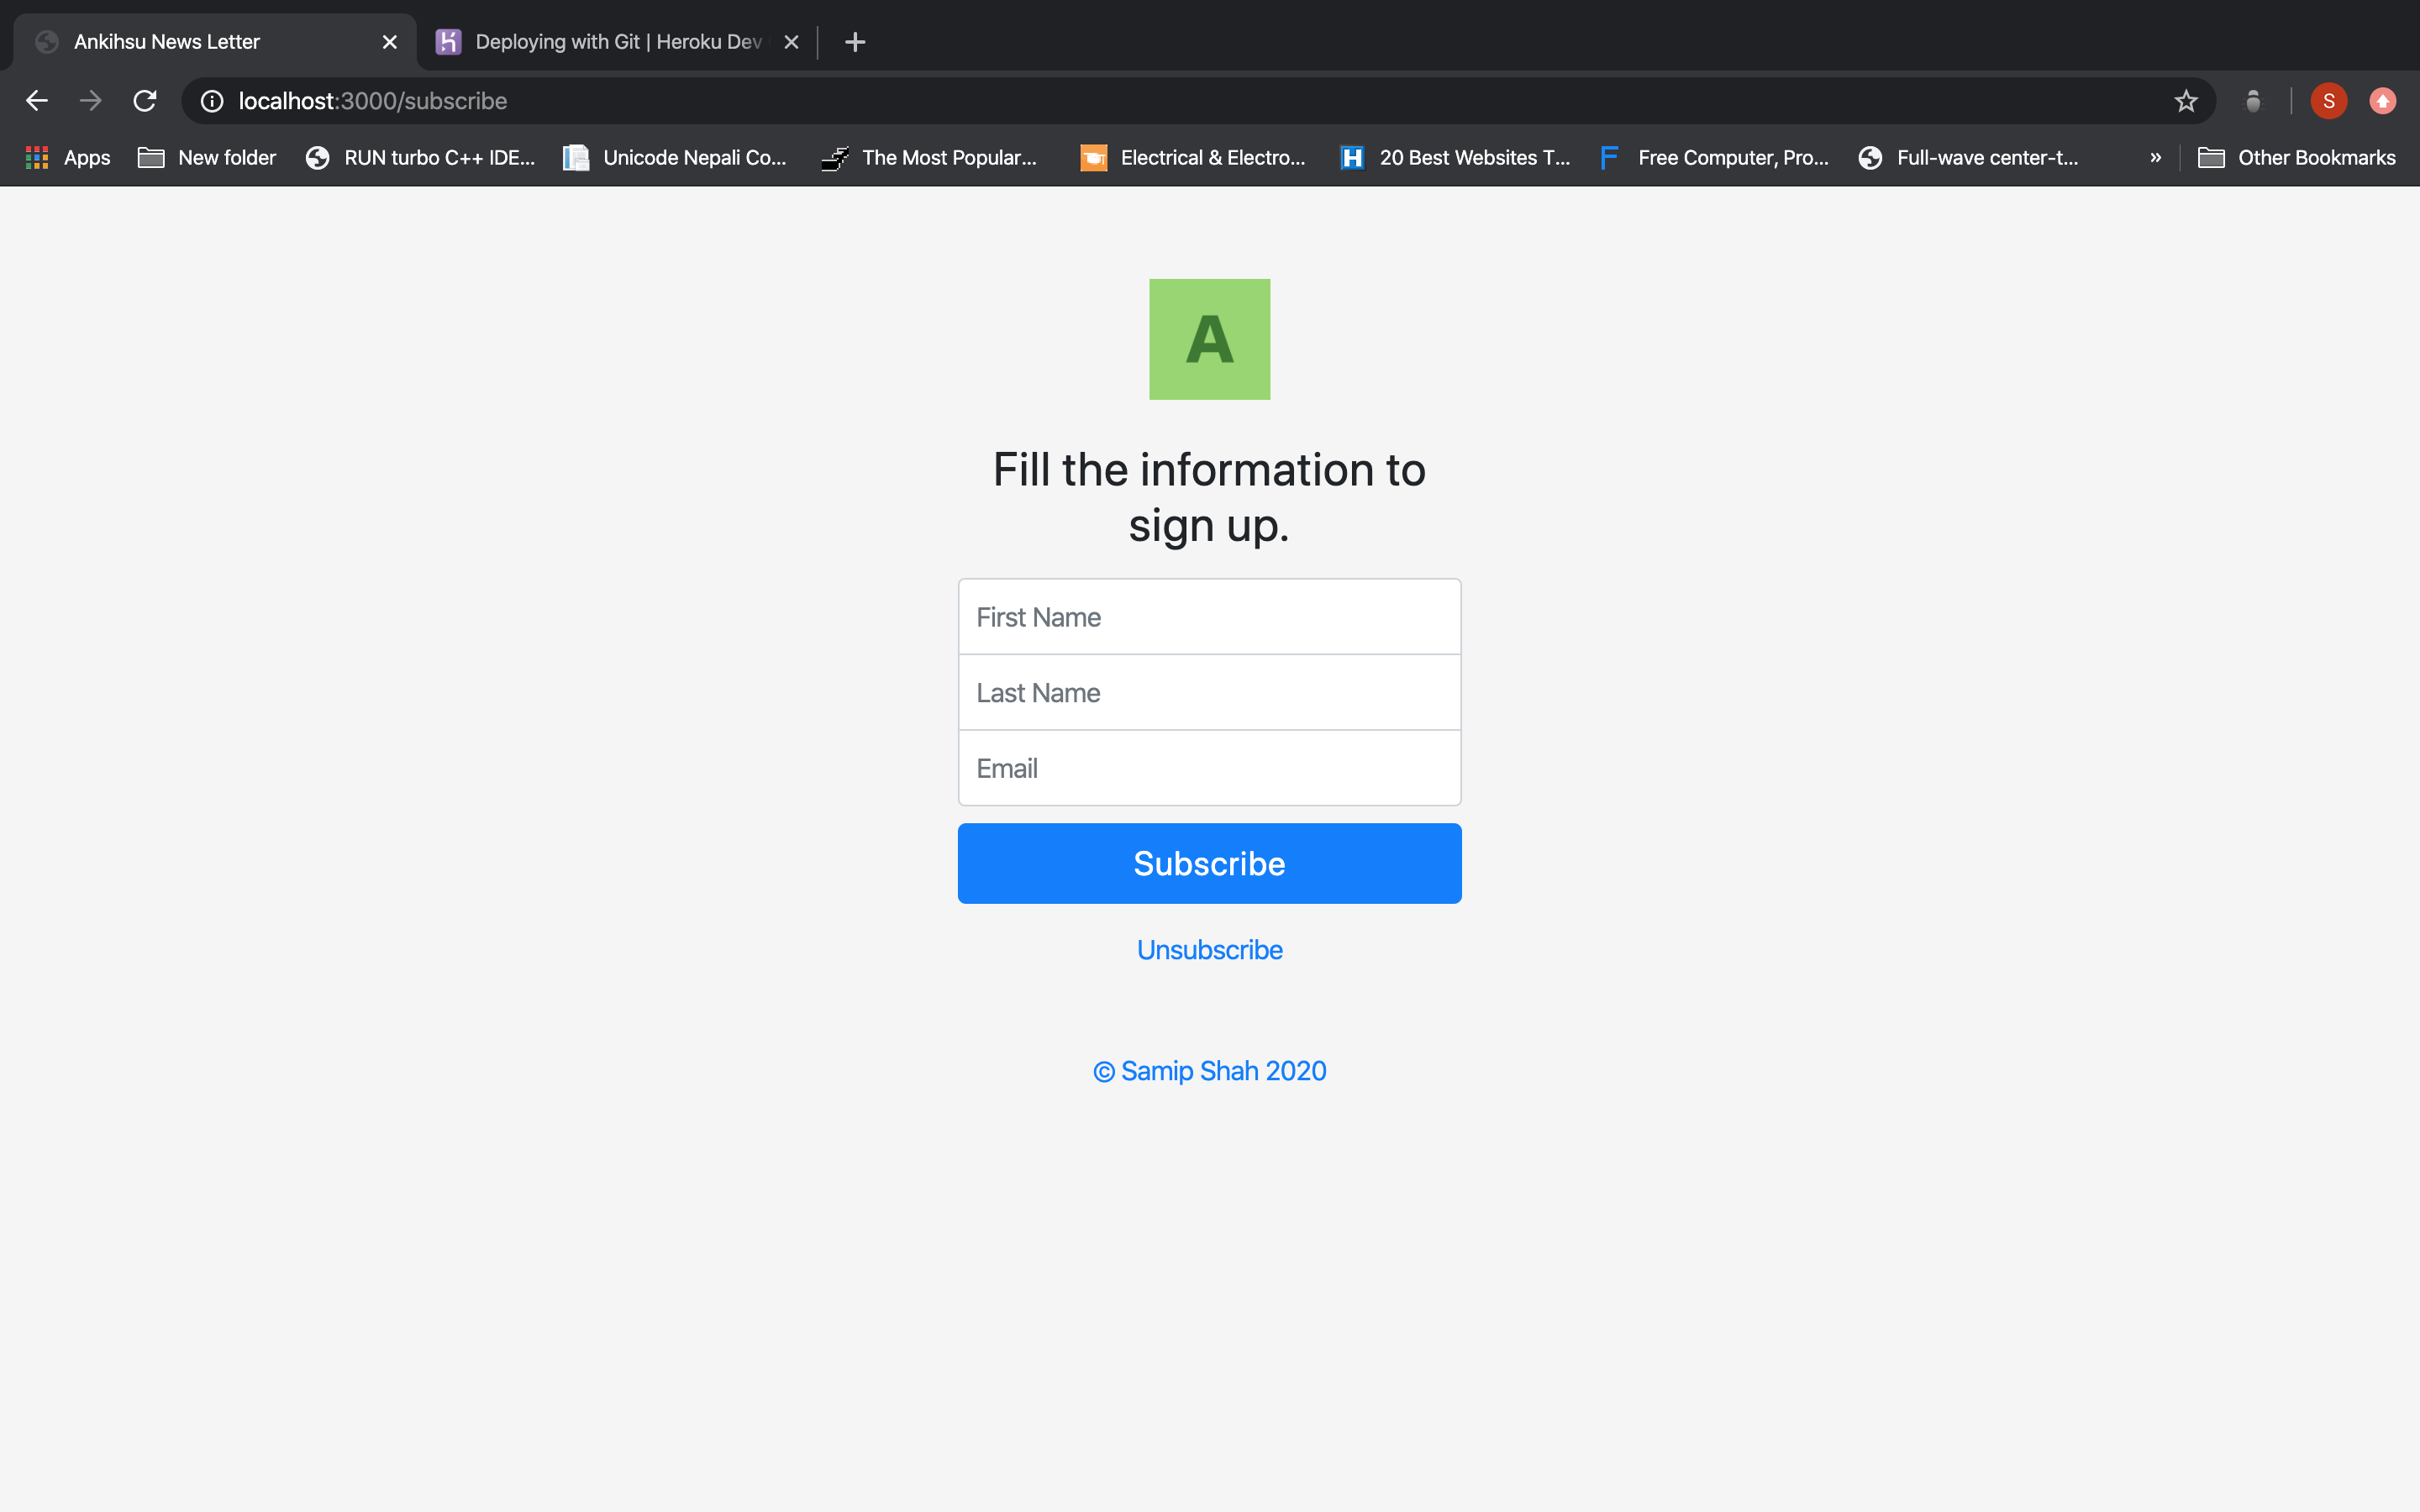 Ankihsu News Letter
Deploying with Git | Heroku Dev
localhost:3000/subscribe
S
Apps
New folder
RUN turbo C++ IDE...
Unicode Nepali Co...
The Most Popular...
Electrical & Electro...
H
20 Best Websites T...
F
Free Computer, Pro...
Full-wave center-t...
»
Other Bookmarks
A
Fill the information to
sign up.
First Name
Last Name
Email
Subscribe
Unsubscribe
© Samip Shah 2020